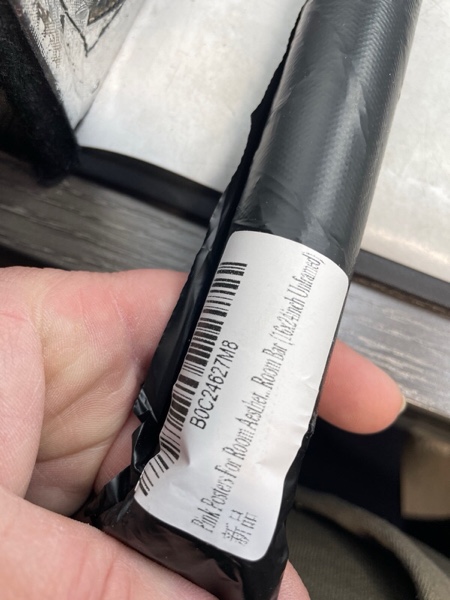 B0C24627M8
Pink Posters For Room Aesthet. Room Bar (16x24inch Unframed)
新品